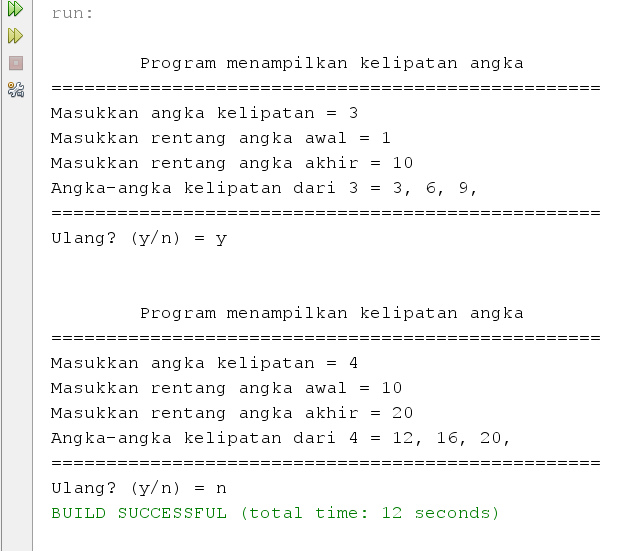 run:
Program menampilkan kelipatan angka
==================================================
Masukkan angka kelipatan = 3
Masukkan rentang angka awal = 1
Masukkan rentang angka akhir = 10
Angka-angka kelipatan dari 3 = 3, 6, 9,
==================================================
Ulang? (y/n) = y
Program menampilkan kelipatan angka
==================================================
Masukkan angka kelipatan = 4
Masukkan rentang angka awal = 10
Masukkan rentang angka akhir = 20
Angka-angka kelipatan dari 4 = 12, 16, 20,
==================================================
Ulang? (y/n) = n
BUILD SUCCESSFUL (total time: 12 seconds)